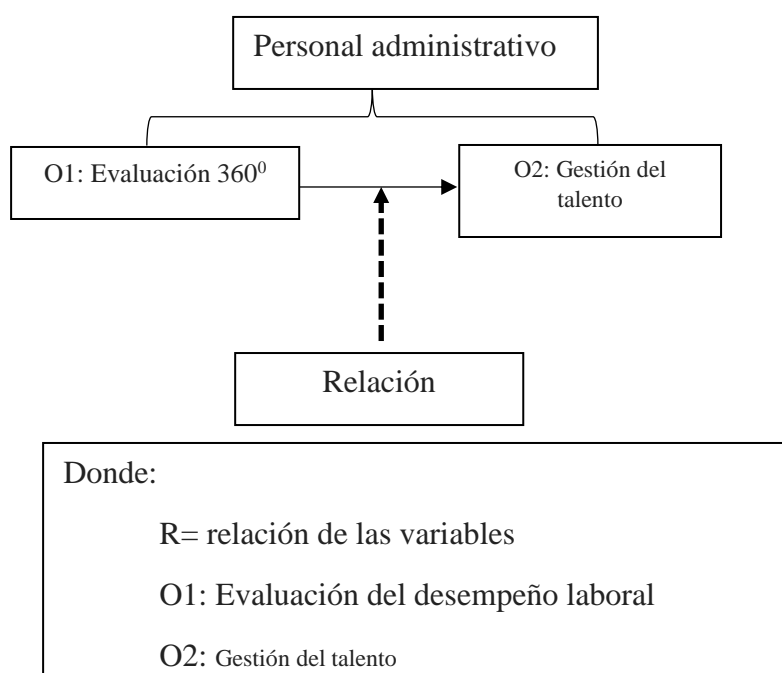 Personal administrativo
O1: Evaluación 360⁰
O2: Gestión del
talento
Relación
Donde:
R= relación de las variables
O1: Evaluación del desempeño laboral
O2: Gestión del talento